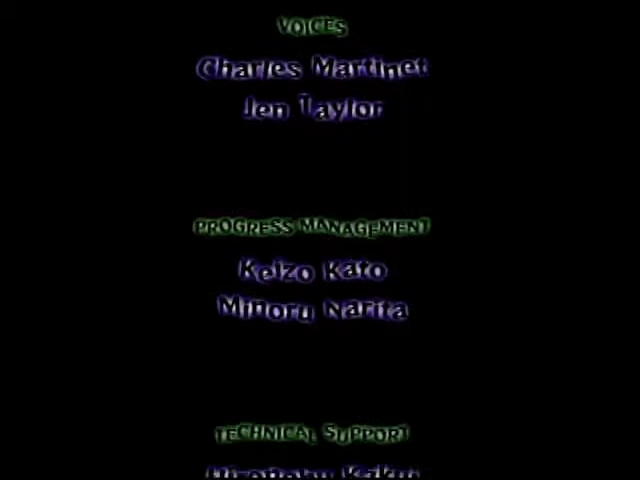 VOICES
Charles Martinet
Jen Taylor
PROGRESS MANAGEMENT
Keizo Kato
Minoru Narita
TECHNICAL SUPPORT